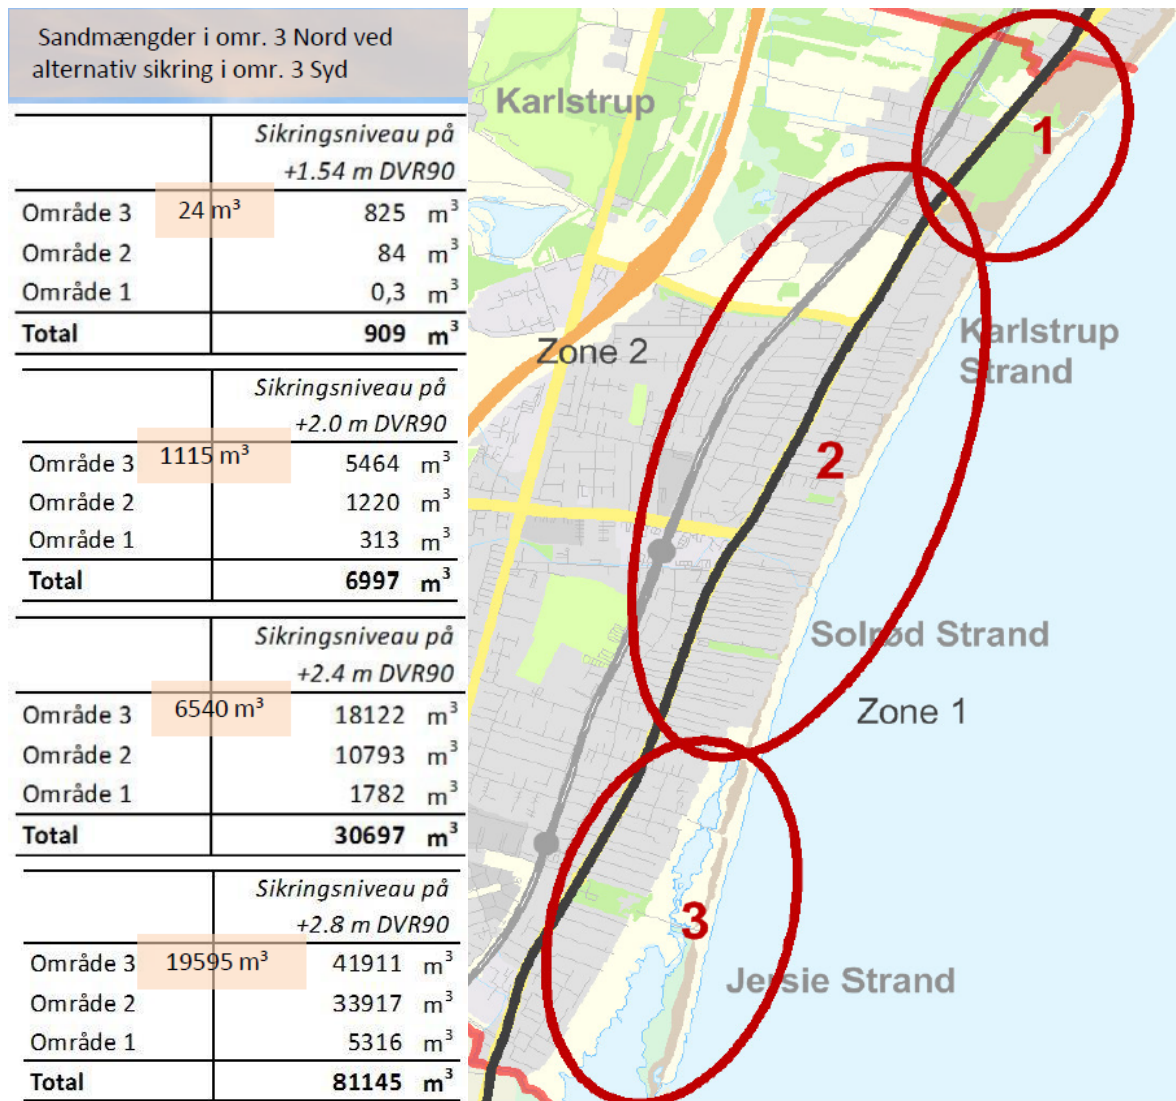 Sandmængder i omr. 3 Nord ved
alternativ sikring i omr. 3 Syd
Sikringsniveau på
+1.54 m DVR90
Område 3 24 m³ 825 m³
Område 2 84 m³
Område 1 0,3 m³
Total 909 m³
Sikringsniveau på
+2.0 m DVR90
Område 3 1115 m³ 5464 m³
Område 2 1220 m³
Område 1 313 m³
Total 6997 m³
Sikringsniveau på
+2.4 m DVR90
Område 3 6540 m³ 18122 m³
Område 2 10793 m³
Område 1 1782 m³
Total 30697 m³
Sikringsniveau på
+2.8 m DVR90
Område 3 19595 m³ 41911 m³
Område 2 33917 m³
Område 1 5316 m³
Total 81145 m³
Karlstrup
1
Karlstrup
Strand
Zone 2
2
Solrød Strand
Zone 1
3
Jersie Strand